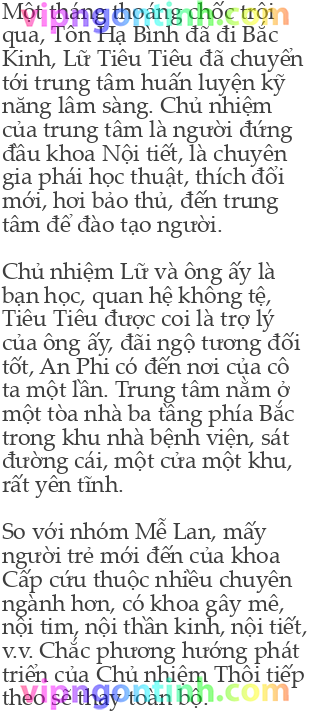 Một tháng thoáng chốc trôi
qua, Tôn Hạ Bình đã đi Bắc
Kinh, Lữ Tiêu Tiêu đã chuyển
tới trung tâm huấn luyện kỹ
năng lâm sàng. Chủ nhiệm
của trung tâm là người đứng
đầu khoa Nội tiết, là chuyên
gia phái học thuật, thích đổi
mới, hơi bảo thủ, đến trung
tâm để đào tạo người.
Chủ nhiệm Lữ và ông ấy là
bạn học, quan hệ không tệ,
Tiêu Tiêu được coi là trợ lý
của ông ấy, đãi ngộ tương đối
tốt, An Phi có đến nơi của cô
ta một lần. Trung tâm nằm ở
một tòa nhà ba tầng phía Bắc
trong khu nhà bệnh viện, sát
đường cái, một cửa một khu,
rất yên tĩnh.
So với nhóm Mễ Lan, mấy
người trẻ mới đến của khoa
Cấp cứu thuộc nhiều chuyên
ngành hơn, có khoa gây mê,
nội tim, nội thần kinh, nội tiết,
v.v. Chắc phương hướng phát
triển của Chủ nhiệm Thôi tiếp
theo sẽ thay toàn bộ.
vipngontinh.com
vipngontinh.com